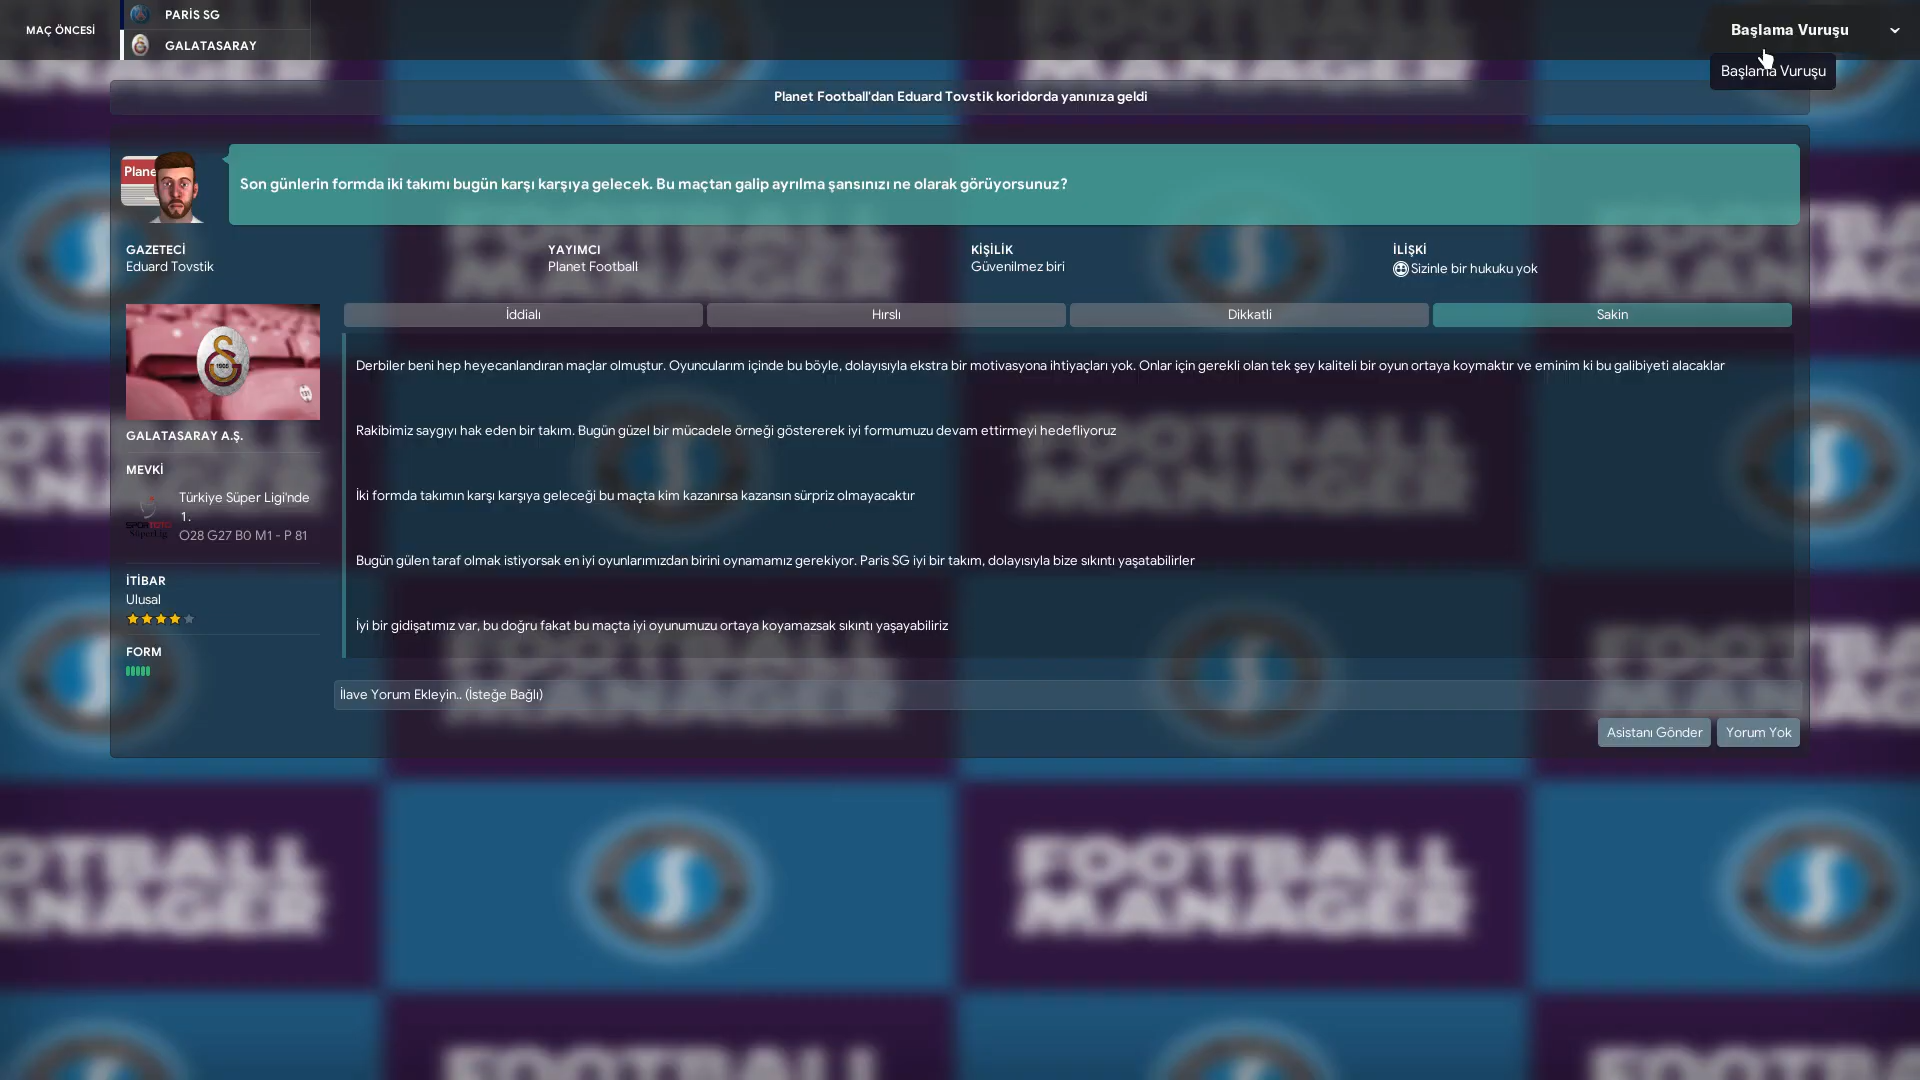 MAÇ ÖNCESİ
PARİS SG
GALATASARAY
Başlama Vuruşu
Başlama Vuruşu
Planet Football'dan Eduard Tovstik koridorda yanınıza geldi
Plane
Son günlerin formda iki takımı bugün karşı karşıya gelecek. Bu maçtan galip ayrılma şansınızı ne olarak görüyorsunuz?
GAZETECİ
Eduard Tovstik
YAYIMCI
Planet Football
KİŞİLİK
Güvenilmez biri
İLİŞKİ
Sizinle bir hukuku yok
İddialı
Hırslı
Dikkatli
Sakin
Derbiler beni hep heyecanlandıran maçlar olmuştur. Oyuncularım içinde bu böyle, dolayısıyla ekstra bir motivasyona ihtiyaçları yok. Onlar için gerekli olan tek şey kaliteli bir oyun ortaya koymaktır ve eminim ki bu galibiyeti alacaklar
Rakibimiz saygıyı hak eden bir takım. Bugün güzel bir mücadele örneği göstererek iyi formumuzu devam ettirmeyi hedefliyoruz
İki formda takımın karşı karşıya geleceği bu maçta kim kazanırsa kazansın sürpriz olmayacaktır
Bugün gülen taraf olmak istiyorsak en iyi oyunlarımızdan birini oynamamız gerekiyor. Paris SG iyi bir takım, dolayısıyla bize sıkıntı yaşatabilirler
İyi bir gidişatımız var, bu doğru fakat bu maçta iyi oyunumuzu ortaya koyamazsak sıkıntı yaşayabiliriz
1905
GALATASARAY A.Ş.
MEVKİ
Türkiye Süper Ligi'nde
1.
O28 G27 B0 M1 - P 81
İTİBAR
Ulusal
FORM
İlave Yorum Ekleyin.. (İsteğe Bağlı)
Asistanı Gönder
Yorum Yok
FOOTBALL
MANAGER